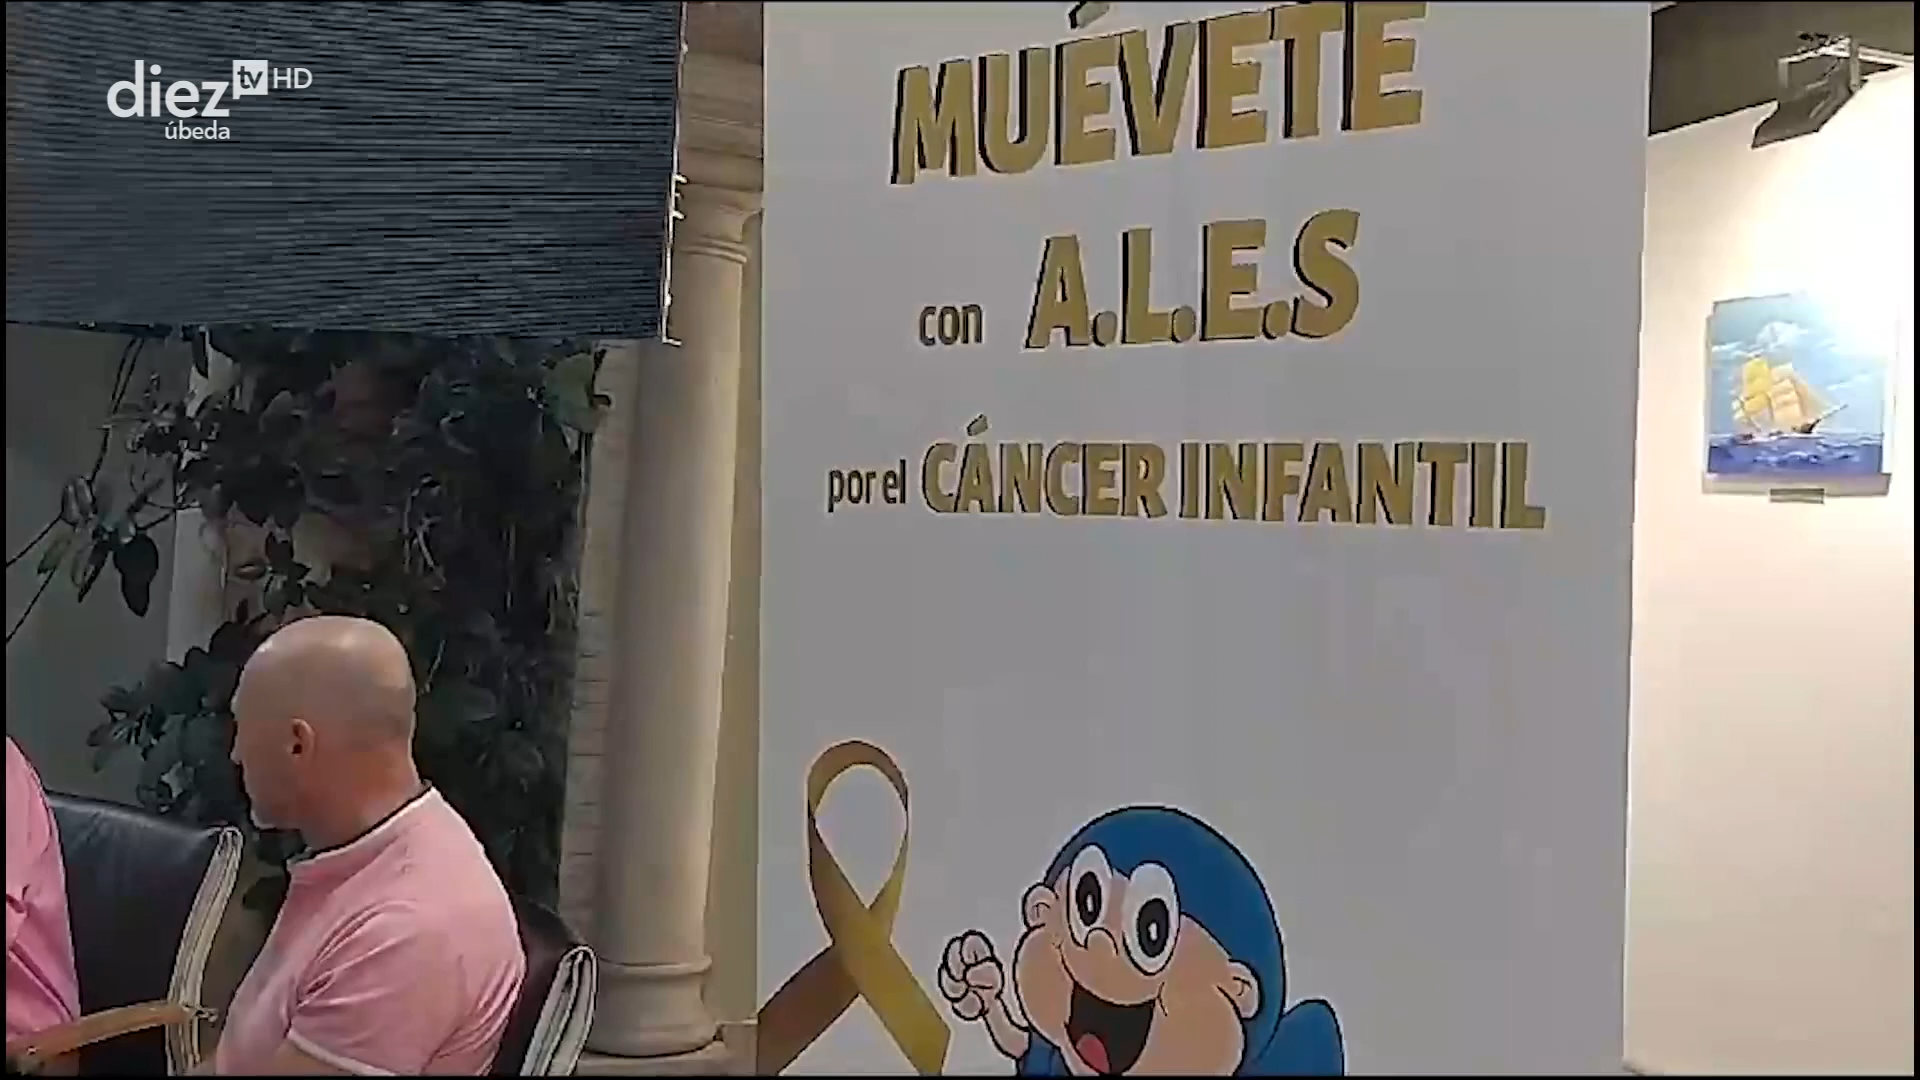 diez tv HD
úbeda
MUÉVETE
con A.L.E.S
por el CÁNCER INFANTIL